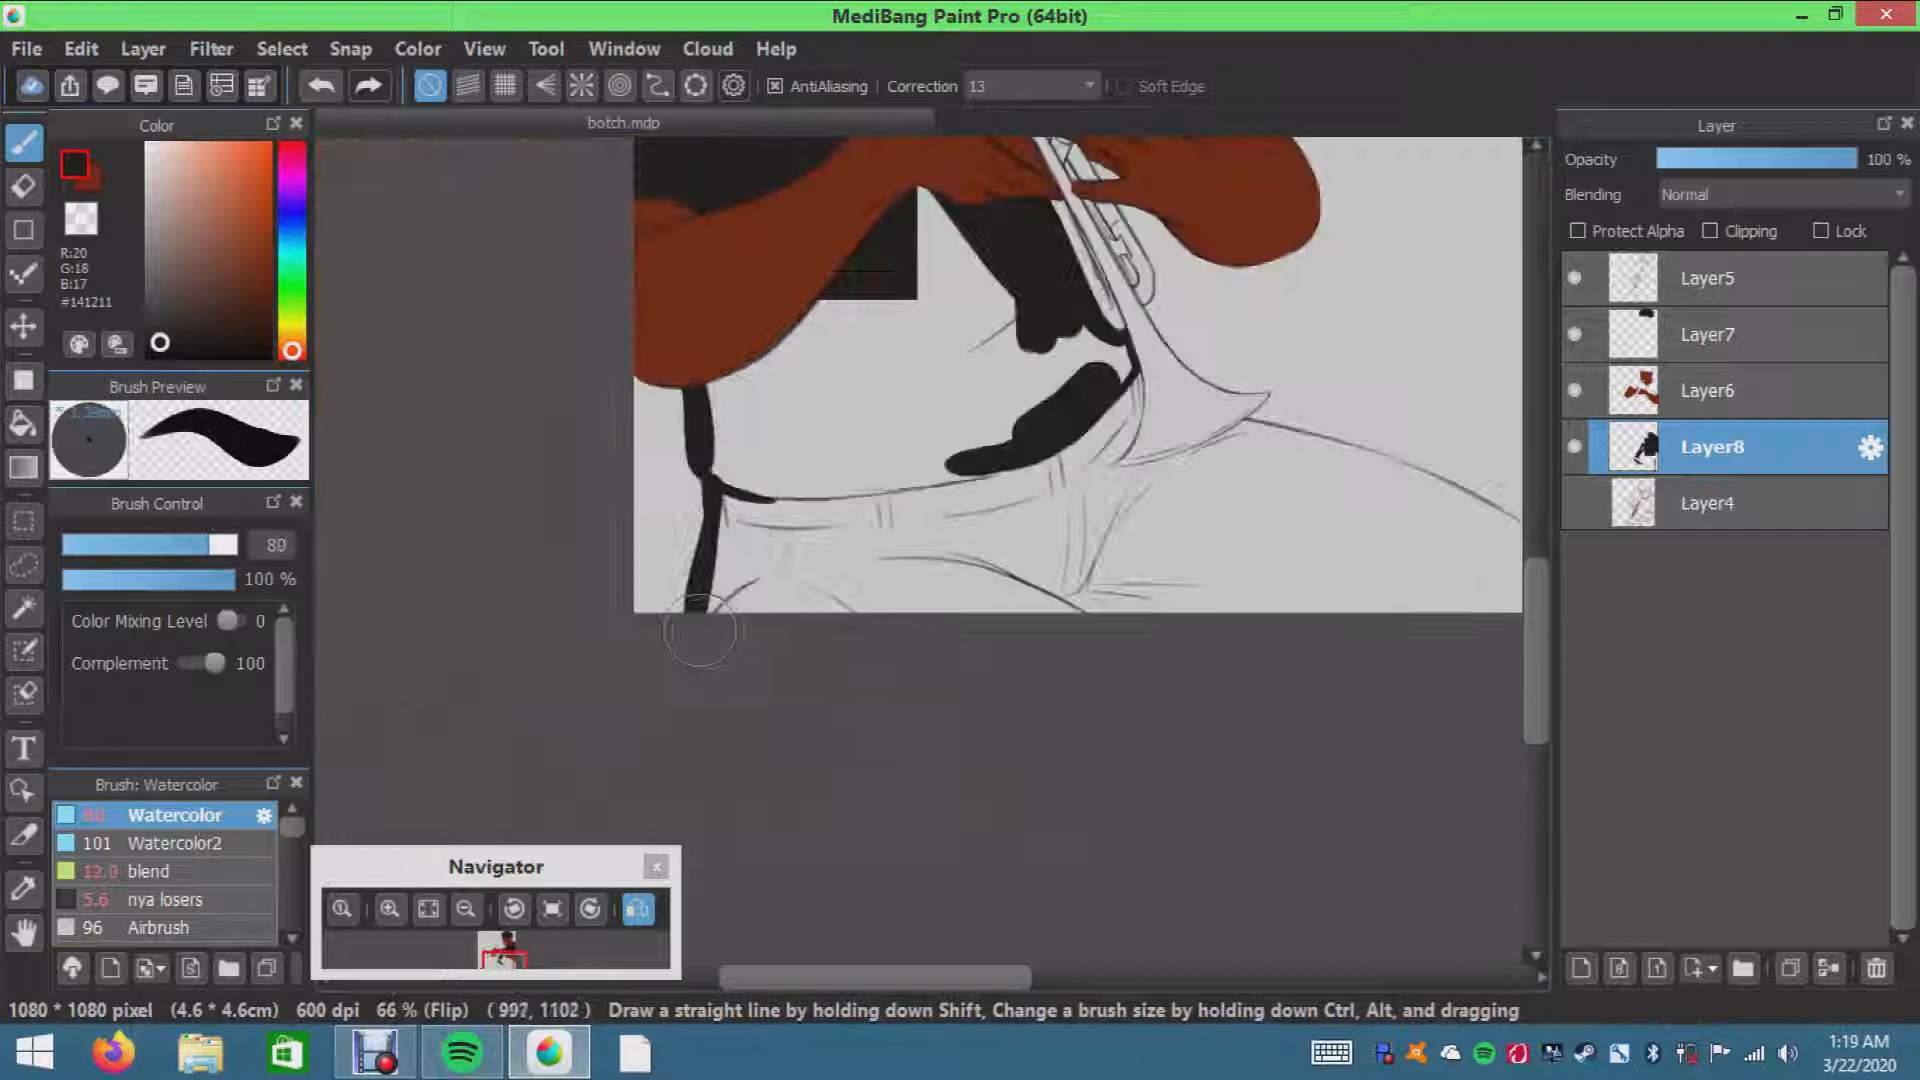 MediBang Paint Pro (64bit)
File Edit Layer Filter Select Snap Color View Tool Window Cloud Help
AntiAliasing Correction 13 Soft Edge
Color
botch.mdp
Layer
Opacity 100 %
Blending Normal
Protect Alpha Clipping Lock
R:20
G:18
B:17
#141211
Layer5
Layer7
Layer6
Layer8
Layer4
Brush Preview
Brush Control
80
100 %
Color Mixing Level 0
Complement 100
Brush: Watercolor
80 Watercolor
101 Watercolor2
12.0 blend
5.6 nya losers
96 Airbrush
Navigator
1080 * 1080 pixel (4.6 * 4.6cm) 600 dpi 66 % (Flip) ( 997, 1102 ) Draw a straight line by holding down Shift, Change a brush size by holding down Ctrl, Alt, and dragging
1:19 AM
3/22/2020